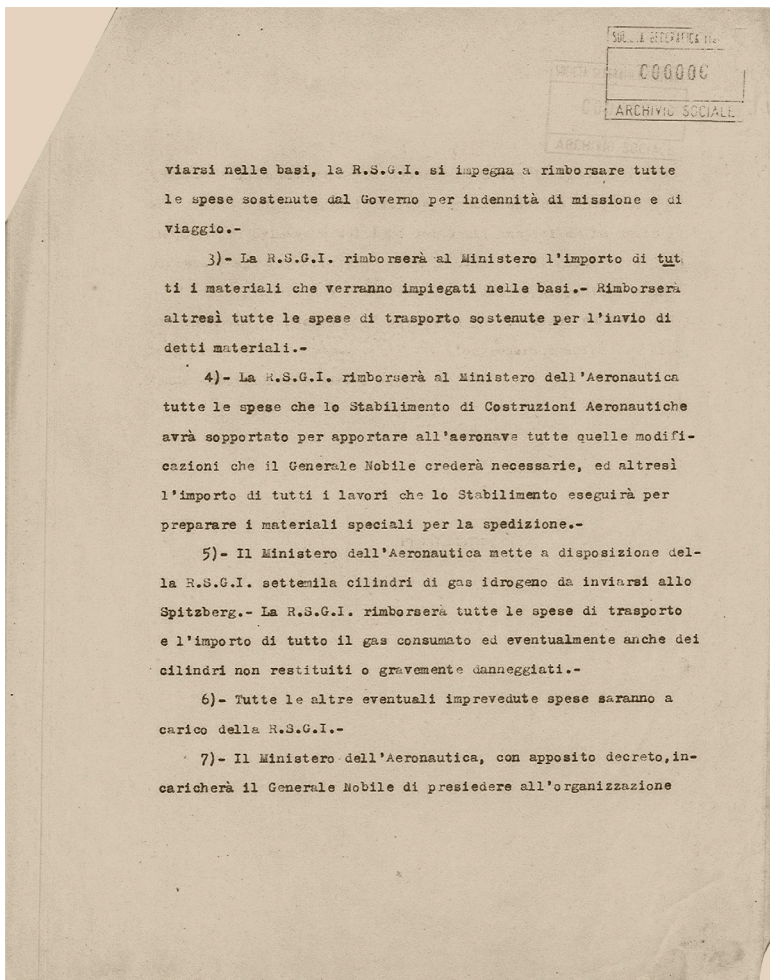 SOCIETÀ GEOGRAFICA
000006
ARCHIVIO SOCIALE
ARCHIVIO SOCIALE
viarsi nelle basi, la R.S.G.I. si impegna a rimborsare tutte
le spese sostenute dal Governo per indennità di missione e di
viaggio.-
3)- La R.S.G.I. rimborserà al Ministero l'importo di tut
ti i materiali che verranno impiegati nelle basi.- Rimborserà
altresì tutte le spese di trasporto sostenute per l'invio di
detti materiali.-
4)- La R.S.G.I. rimborserà al Ministero dell'Aeronautica
tutte le spese che lo Stabilimento di Costruzioni Aeronautiche
avrà sopportato per apportare all'aeronave tutte quelle modifi-
cazioni che il Generale Nobile crederà necessarie, ed altresì
l'importo di tutti i lavori che lo Stabilimento eseguirà per
preparare i materiali speciali per la spedizione.-
5)- Il Ministero dell'Aeronautica mette a disposizione del-
la R.S.G.I. settemila cilindri di gas idrogeno da inviarsi allo
Spitzberg.- La R.S.G.I. rimborserà tutte le spese di trasporto
e l'importo di tutto il gas consumato ed eventualmente anche dei
cilindri non restituiti o gravemente danneggiati.-
6)- Tutte le altre eventuali imprevedute spese saranno a
carico della R.S.G.I.-
7)- Il Ministero dell'Aeronautica, con apposito decreto,in-
caricherà il Generale Nobile di presiedere all'organizzazione